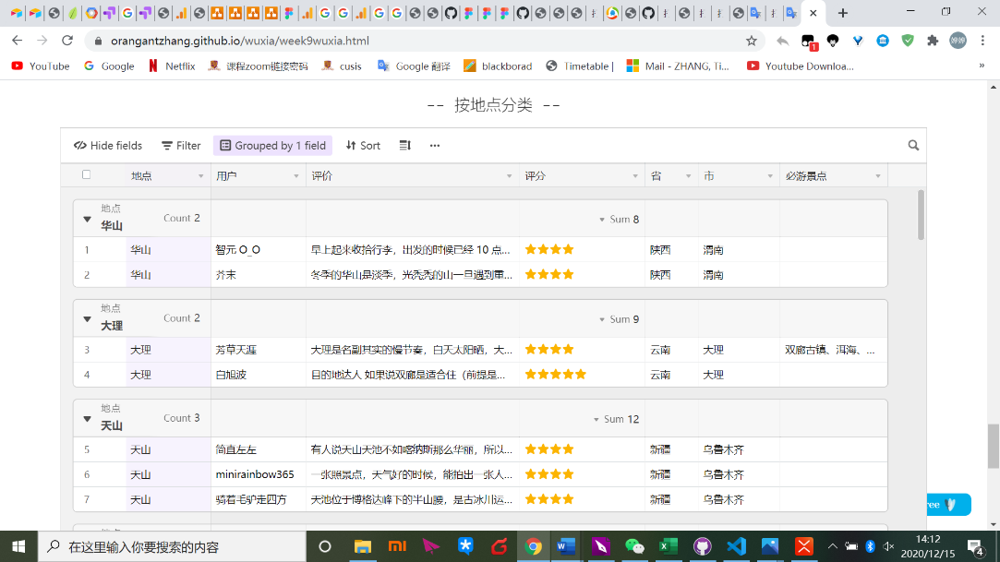 orangantzhang.github.io/wuxia/week9wuxia.html
1
婷婷
YouTube
Google
Netflix
课程zoom链接密码
cusis
Google 翻译
blackborad
Timetable |
Mail - ZHANG, Ti...
Youtube Downloa...
»
-- 按地点分类 --
Hide fields
Filter
Grouped by 1 field
Sort
...
地点 用户 评价 评分 省 市 必游景点
地点
华山 Count 2 Sum 8
1 华山 智元 O_O 早上起来收拾行李，出发的时候已经 10 点... 陕西 渭南
2 华山 芥末 冬季的华山是淡季，光秃秃的山一旦遇到重... 陕西 渭南
地点
大理 Count 2 Sum 9
3 大理 芳草天涯 大理是名副其实的慢节奏，白天太阳晒，大... 云南 大理 双廊古镇、洱海、...
4 大理 白旭波 目的地达人 如果说双廊是适合住（前提是... 云南 大理
地点
天山 Count 3 Sum 12
5 天山 简直左左 有人说天山天池不如喀纳斯那么华丽，所以... 新疆 乌鲁木齐
6 天山 minirainbow365 一张照景点，天气好的时候，能拍出一张人... 新疆 乌鲁木齐
7 天山 骑着毛驴走四方 天池位于博格达峰下的半山腰，是古冰川运... 新疆 乌鲁木齐
ree
在这里输入你要搜索的内容
14:12
2020/12/15
4